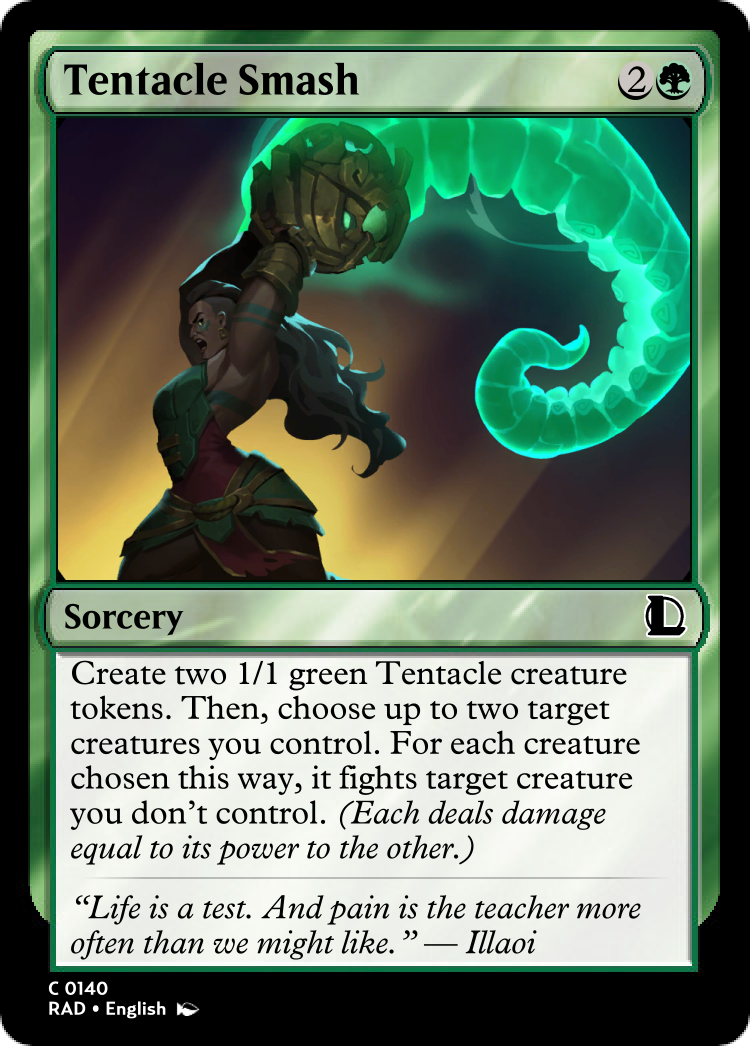 Tentacle Smash 2
Sorcery
Create two 1/1 green Tentacle creature
tokens. Then, choose up to two target
creatures you control. For each creature
chosen this way, it fights target creature
you don't control. (Each deals damage
equal to its power to the other.)
“Life is a test. And pain is the teacher more
often than we might like.” — Illaoi
C 0140
RAD • English